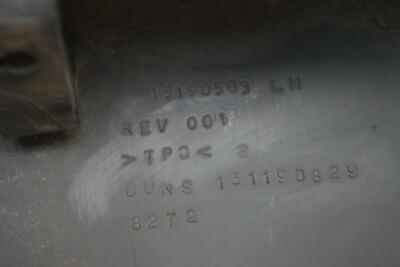 15190503 LH
REV 001
>TPO< 2
DUNS 131190829
8272